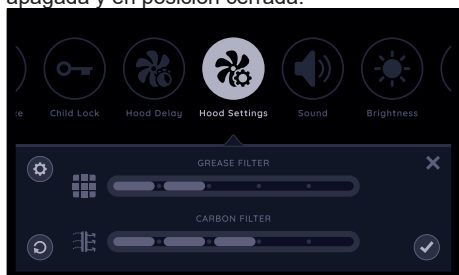 apagada y en posición cerrada.
Child Lock Hood Delay Hood Settings Sound Brightness
GREASE FILTER
CARBON FILTER